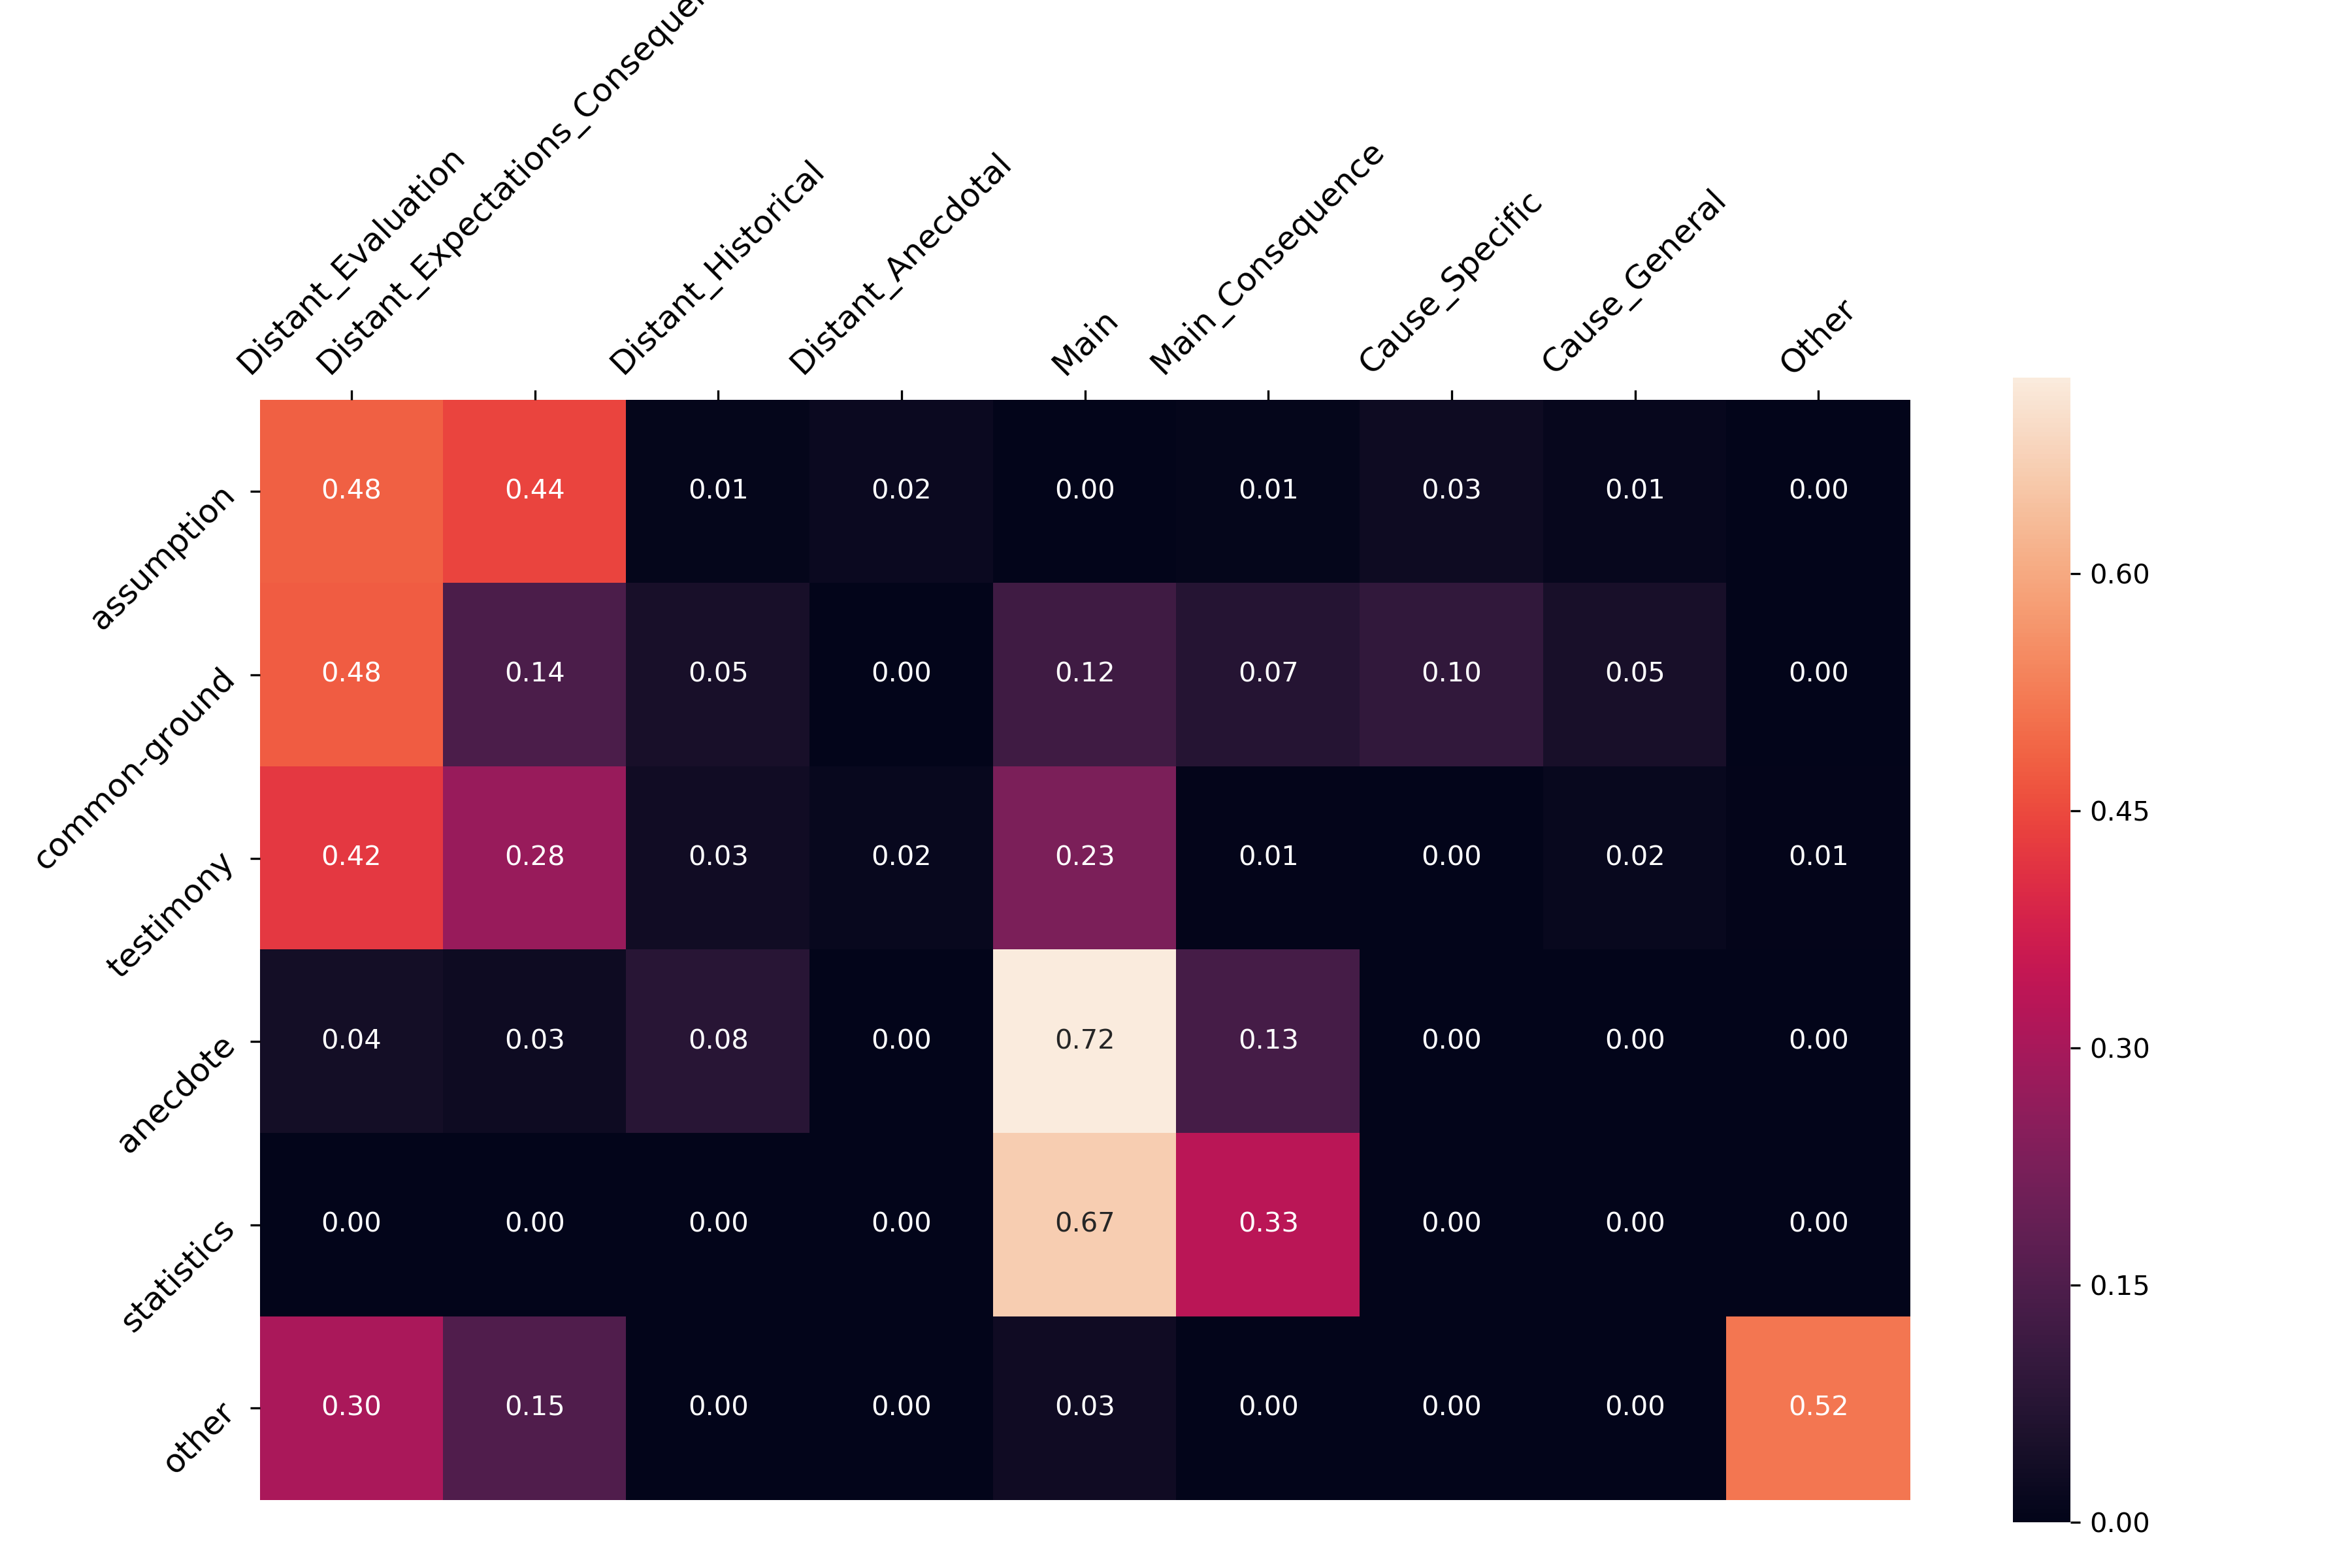 Distant_Evaluation
Distant_Expectations_Conseque
Distant_Historical
Distant_Anecdotal
Main
Main_Consequence
Cause_Specific
Cause_General
Other
assumption 0.48 0.44 0.01 0.02 0.00 0.01 0.03 0.01 0.00
common-ground 0.48 0.14 0.05 0.00 0.12 0.07 0.10 0.05 0.00
testimony 0.42 0.28 0.03 0.02 0.23 0.01 0.00 0.02 0.01
anecdote 0.04 0.03 0.08 0.00 0.72 0.13 0.00 0.00 0.00
statistics 0.00 0.00 0.00 0.00 0.67 0.33 0.00 0.00 0.00
other 0.30 0.15 0.00 0.00 0.03 0.00 0.00 0.00 0.52
0.60
0.45
0.30
0.15
0.00